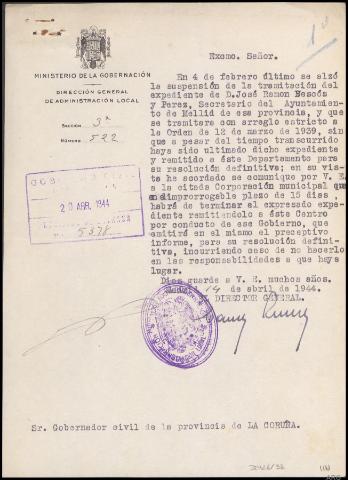 1º
MINISTERIO DE LA GOBERNACIÓN
DIRECCIÓN GENERAL
DE ADMINISTRACIÓN LOCAL
SECCIÓN 3ª
NÚMERO 522
20 ABR. 1944
5378
Excmo. Señor.
En 4 de febrero último se alzó
la suspensión de la tramitación del
expediente de D. José Ramon Bescós
y Perez, Secretario del Ayuntamien-
to de Mellid de esa provincia, y que
se tramitara con arreglo estricto a
la Orden de 12 de marzo de 1939, sin
que a pesar del tiempo transcurrido
haya sido ultimado dicho expediente y
remitido a éste Departamento para
su resolución definitiva; en su vis-
ta he acordado se comunique por V. E.
a la citada Corporación municipal que
en improrrogable plazo de 15 dias,
habrá de terminar el expresado expe-
diente remitiendolo a éste Centro
por conducto de ese Gobierno, que
emitirá en el mismo el preceptivo
informe, para su resolución defini-
tiva, incurriendo caso de no hacerlo
en las responsabilidades a que haya
lugar.
Dios guarde a V. E. muchos años.
14 de abril de 1944.
EL DIRECTOR GENERAL.
Sr. Gobernador civil de la provincia de LA CORUÑA.